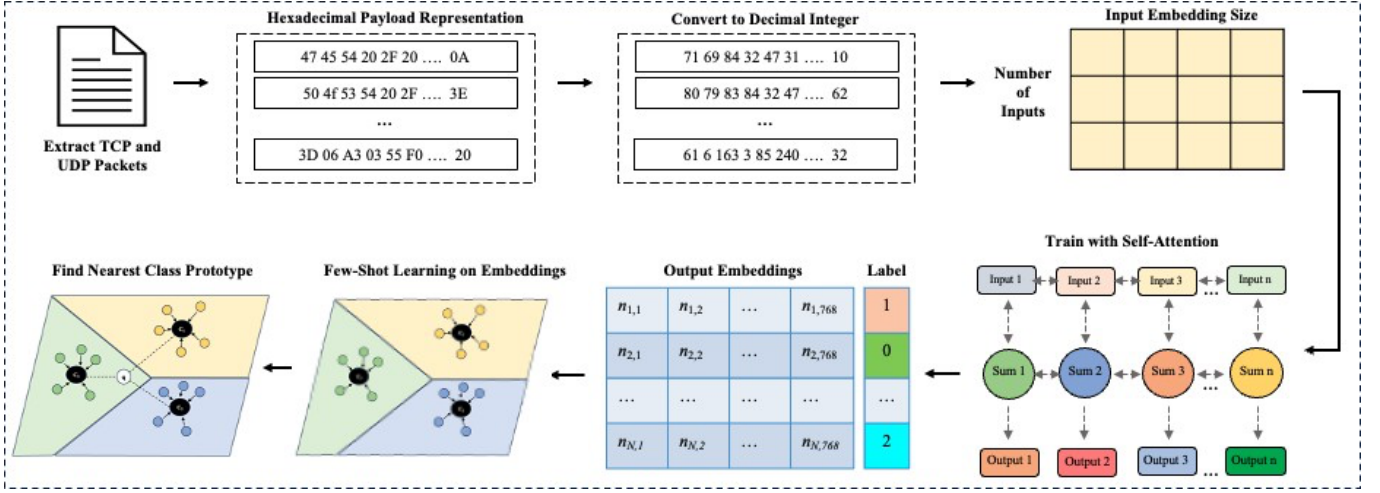 Hexadecimal Payload Representation
Convert to Decimal Integer
Input Embedding Size
47 45 54 20 2F 20 …. 0A
50 4f 53 54 20 2F …. 3E
...
3D 06 A3 03 55 F0 …. 20
71 69 84 32 47 31 …. 10
80 79 83 84 32 47 …. 62
...
61 6 163 3 85 240 …. 32
Number
of
Inputs
Extract TCP and
UDP Packets
Train with Self-Attention
Find Nearest Class Prototype
Few-Shot Learning on Embeddings
Output Embeddings
Label
n1,1 n1,2 … n1,768 1
n2,1 n2,2 … n2,768 0
… … … … …
nN,1 nN,2 … nN,768 2
Input 1 Input 2 Input 3 ... Input n
Sum 1 Sum 2 Sum 3 ... Sum n
Output 1 Output 2 Output 3 ... Output n